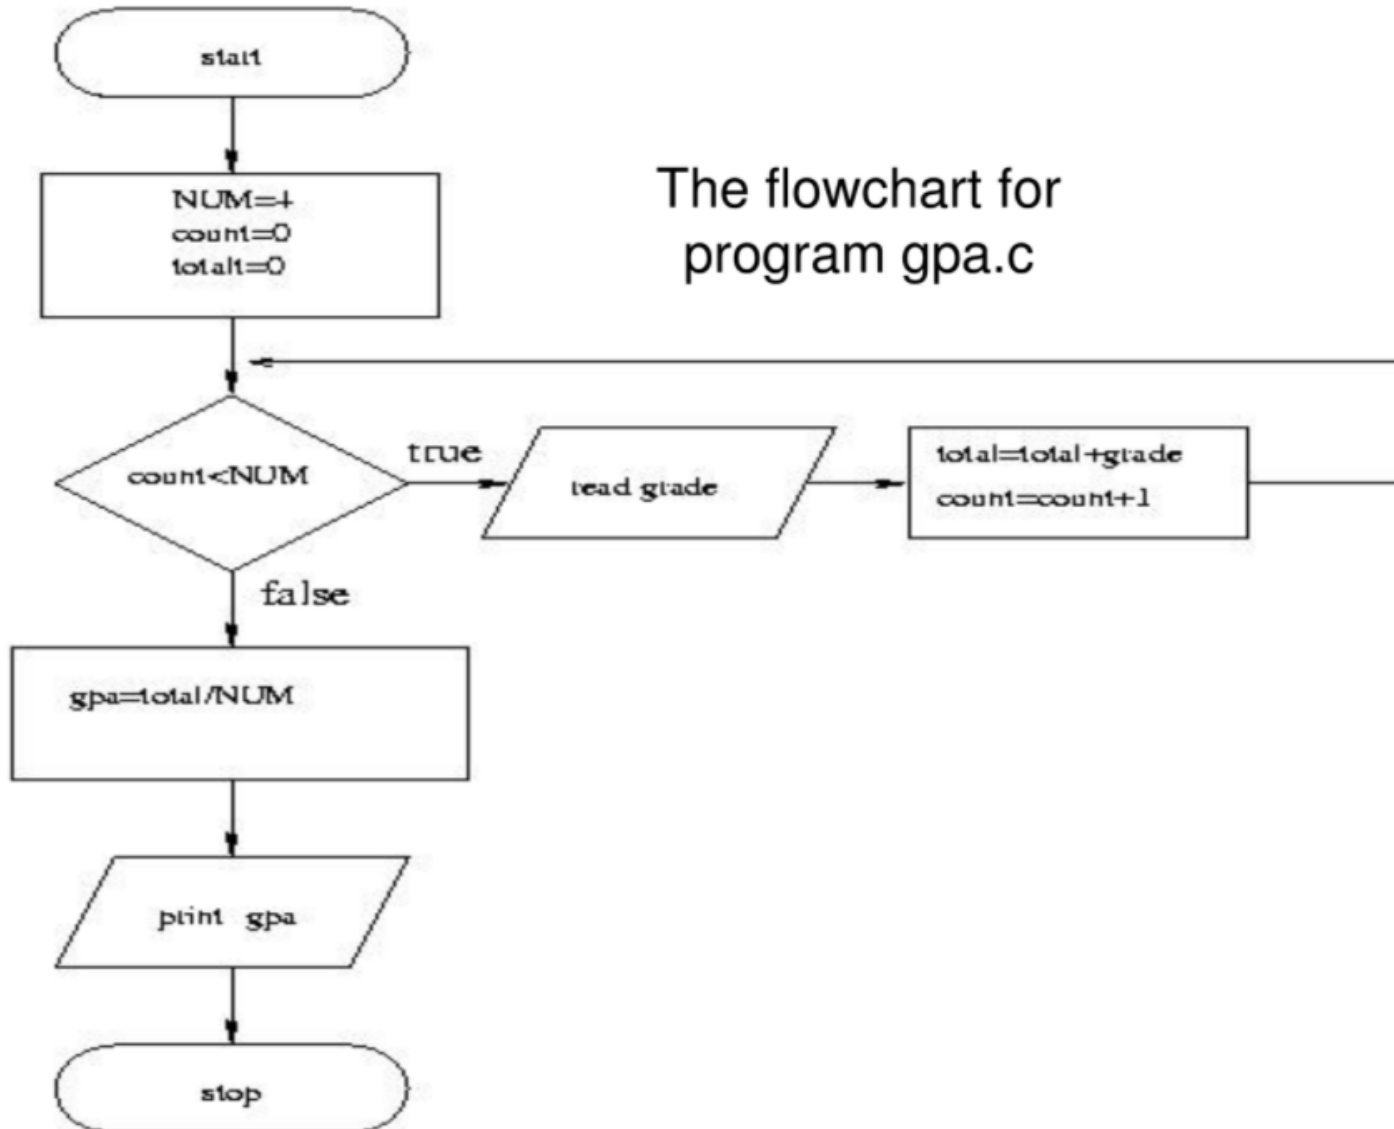 start
NUM=4
count=0
total=0
The flowchart for
program gpa.c
count<NUM
true
read grade
total=total+grade
count=count+1
false
gpa=total/NUM
print gpa
stop